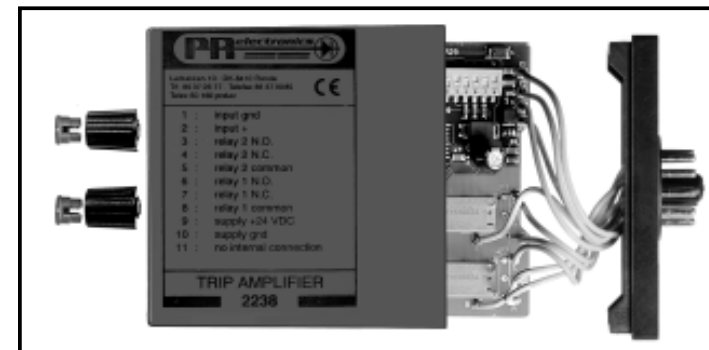 PR electronics
CE
1 : input gnd
2 : input +
3 : relay 2 N.O.
4 : relay 2 N.C.
5 : relay 2 common
6 : relay 1 N.O.
7 : relay 1 N.C.
8 : relay 1 common
9 : supply +24 VDC
10 : supply gnd
11 : no internal connection
TRIP AMPLIFIER
2238